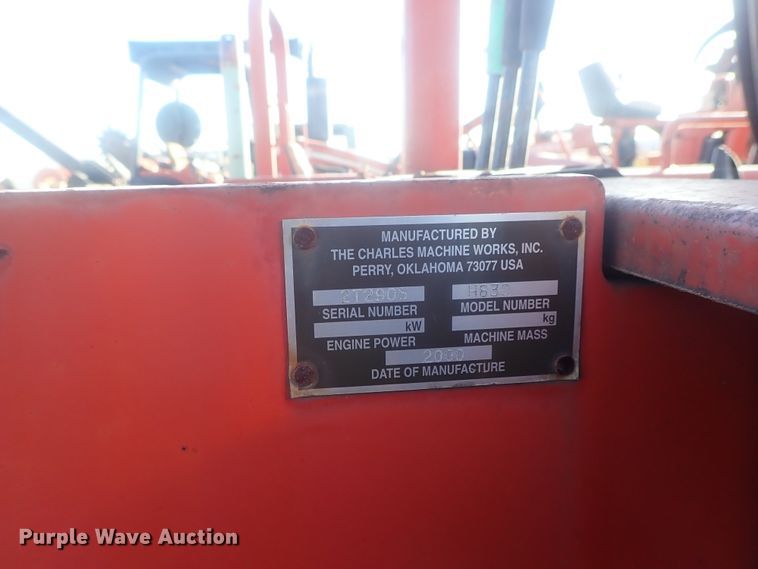 MANUFACTURED BY
THE CHARLES MACHINE WORKS, INC.
PERRY, OKLAHOMA 73077 USA
SERIAL NUMBER
MODEL NUMBER
kW
kg
ENGINE POWER
MACHINE MASS
DATE OF MANUFACTURE
Purple Wave Auction